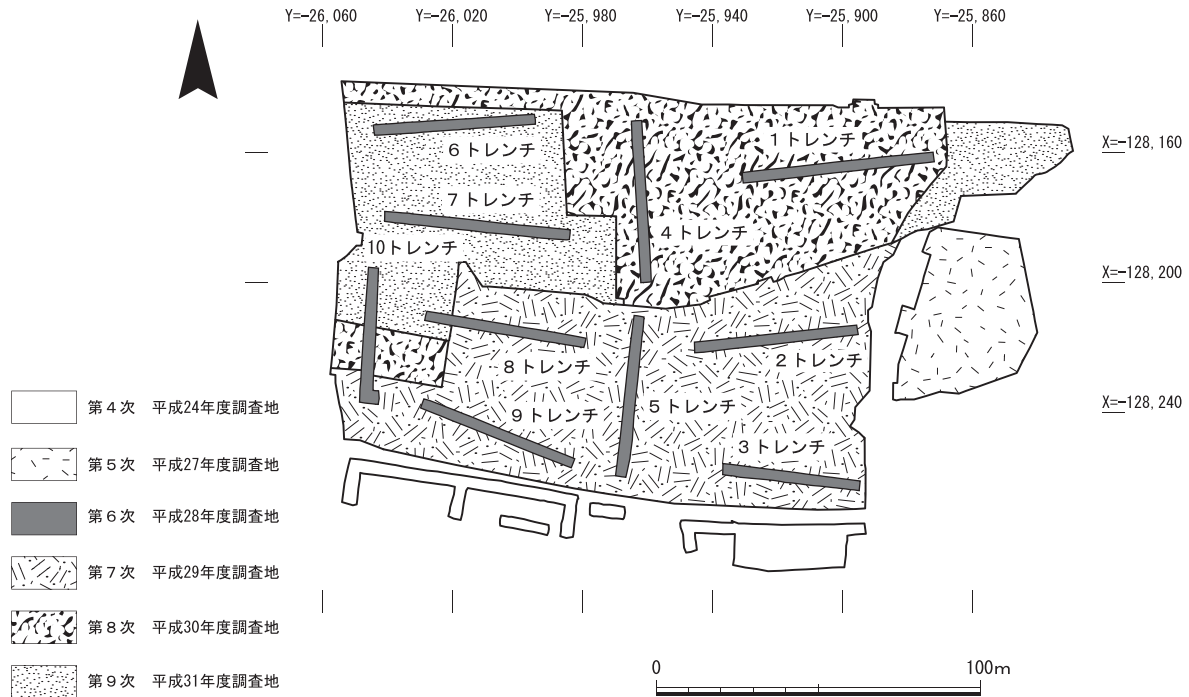 Y=-26,060 Y=-26,020 Y=-25,980 Y=-25,940 Y=-25,900 Y=-25,860
X=-128,160
X=-128,200
X=-128,240
1トレンチ
6トレンチ
7トレンチ
4トレンチ
10トレンチ
2トレンチ
8トレンチ
5トレンチ
9トレンチ
3トレンチ
第4次 平成24年度調査地
第5次 平成27年度調査地
第6次 平成28年度調査地
第7次 平成29年度調査地
第8次 平成30年度調査地
第9次 平成31年度調査地
0 100m